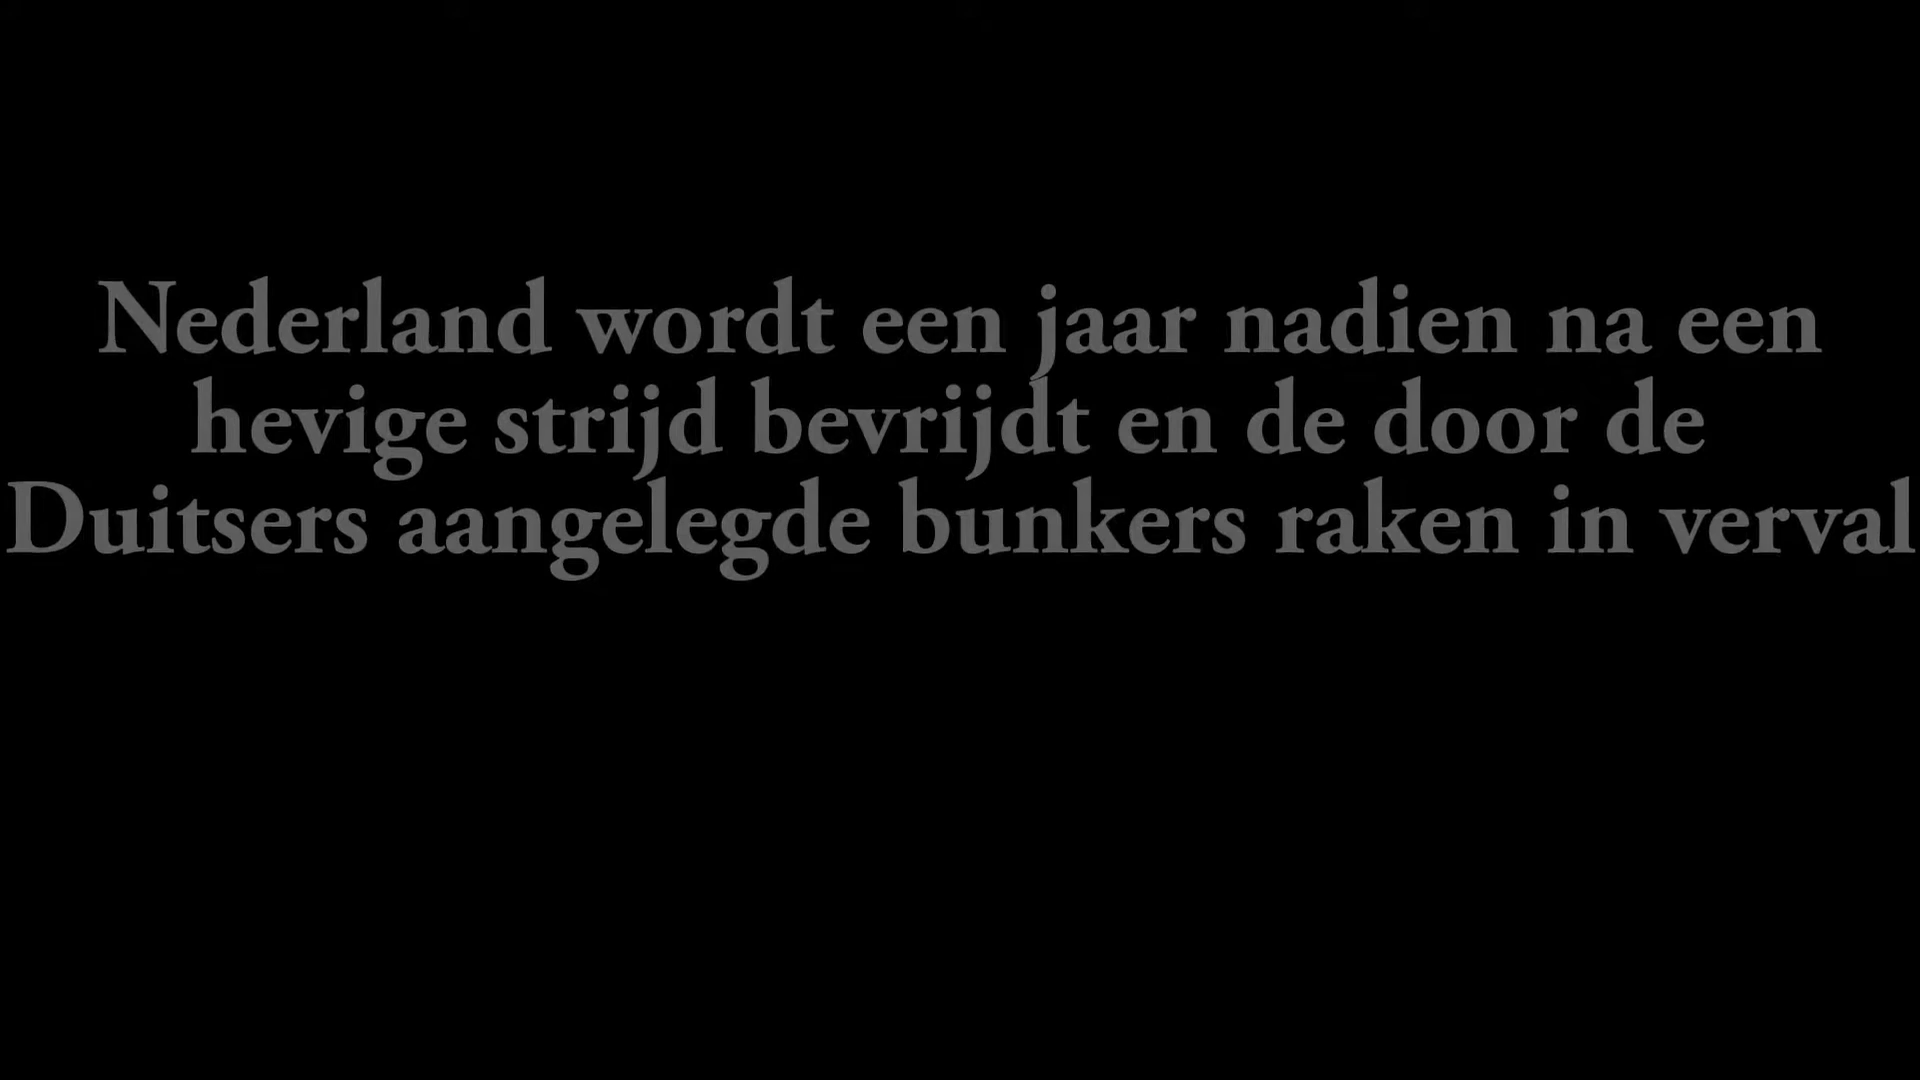 Nederland wordt een jaar nadien na een
hevige strijd bevrijdt en de door de
Duitsers aangelegde bunkers raken in verval